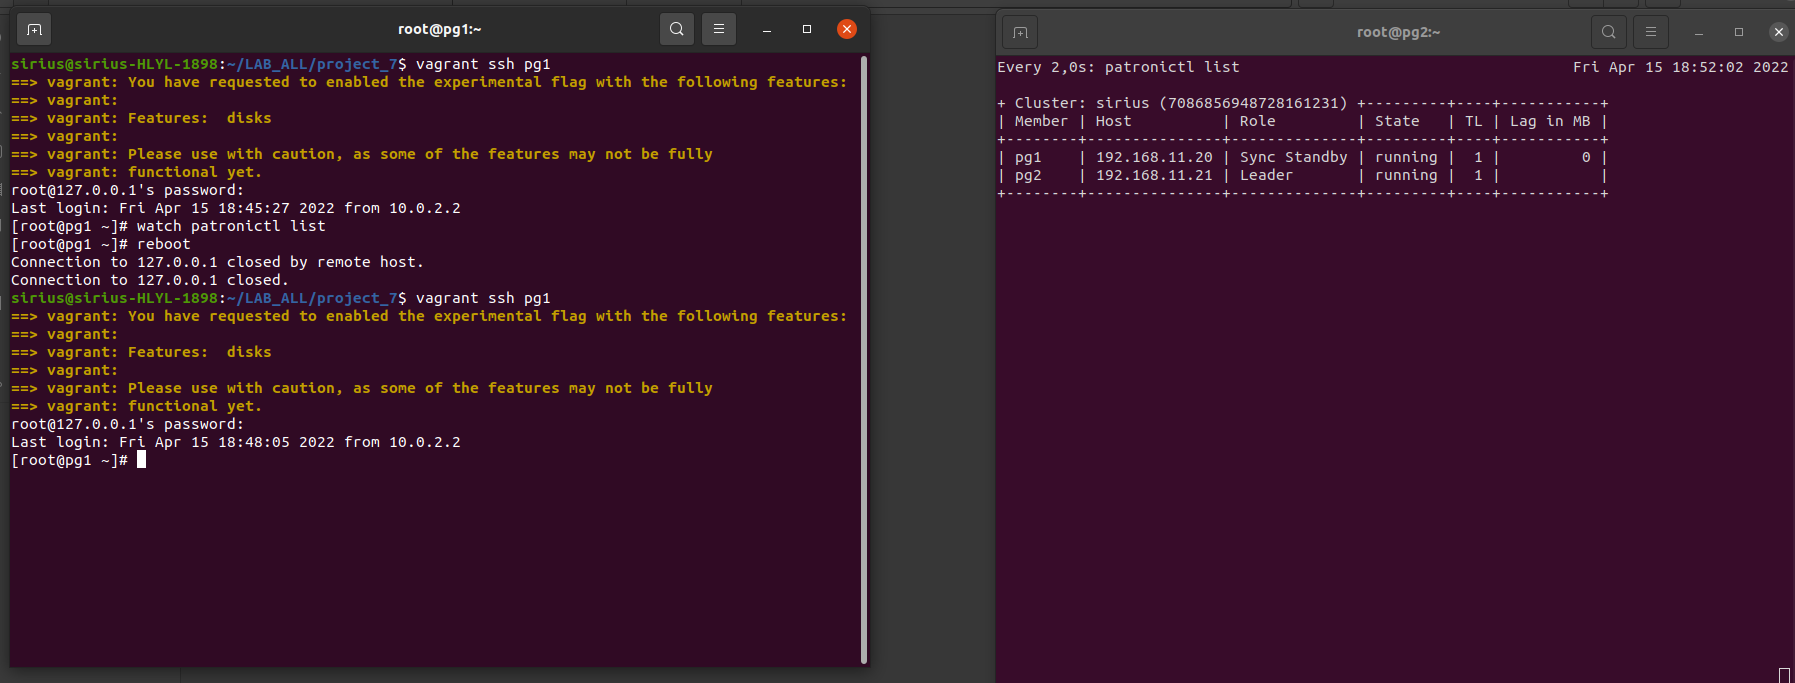 root@pg1:~
sirius@sirius-HLYL-1898:~/LAB_ALL/project_7$ vagrant ssh pg1
==> vagrant: You have requested to enabled the experimental flag with the following features:
==> vagrant:
==> vagrant: Features:  disks
==> vagrant:
==> vagrant: Please use with caution, as some of the features may not be fully
==> vagrant: functional yet.
root@127.0.0.1's password:
Last login: Fri Apr 15 18:45:27 2022 from 10.0.2.2
[root@pg1 ~]# watch patronictl list
[root@pg1 ~]# reboot
Connection to 127.0.0.1 closed by remote host.
Connection to 127.0.0.1 closed.
sirius@sirius-HLYL-1898:~/LAB_ALL/project_7$ vagrant ssh pg1
==> vagrant: You have requested to enabled the experimental flag with the following features:
==> vagrant:
==> vagrant: Features:  disks
==> vagrant:
==> vagrant: Please use with caution, as some of the features may not be fully
==> vagrant: functional yet.
root@127.0.0.1's password:
Last login: Fri Apr 15 18:48:05 2022 from 10.0.2.2
[root@pg1 ~]#
root@pg2:~
Every 2,0s: patronictl list                                     Fri Apr 15 18:52:02 2022
+ Cluster: sirius (7086856948728161231) +---------+----+-----------+
| Member | Host          | Role         | State   | TL | Lag in MB |
+--------+---------------+--------------+---------+----+-----------+
| pg1    | 192.168.11.20 | Sync Standby | running |  1 |         0 |
| pg2    | 192.168.11.21 | Leader       | running |  1 |           |
+--------+---------------+--------------+---------+----+-----------+